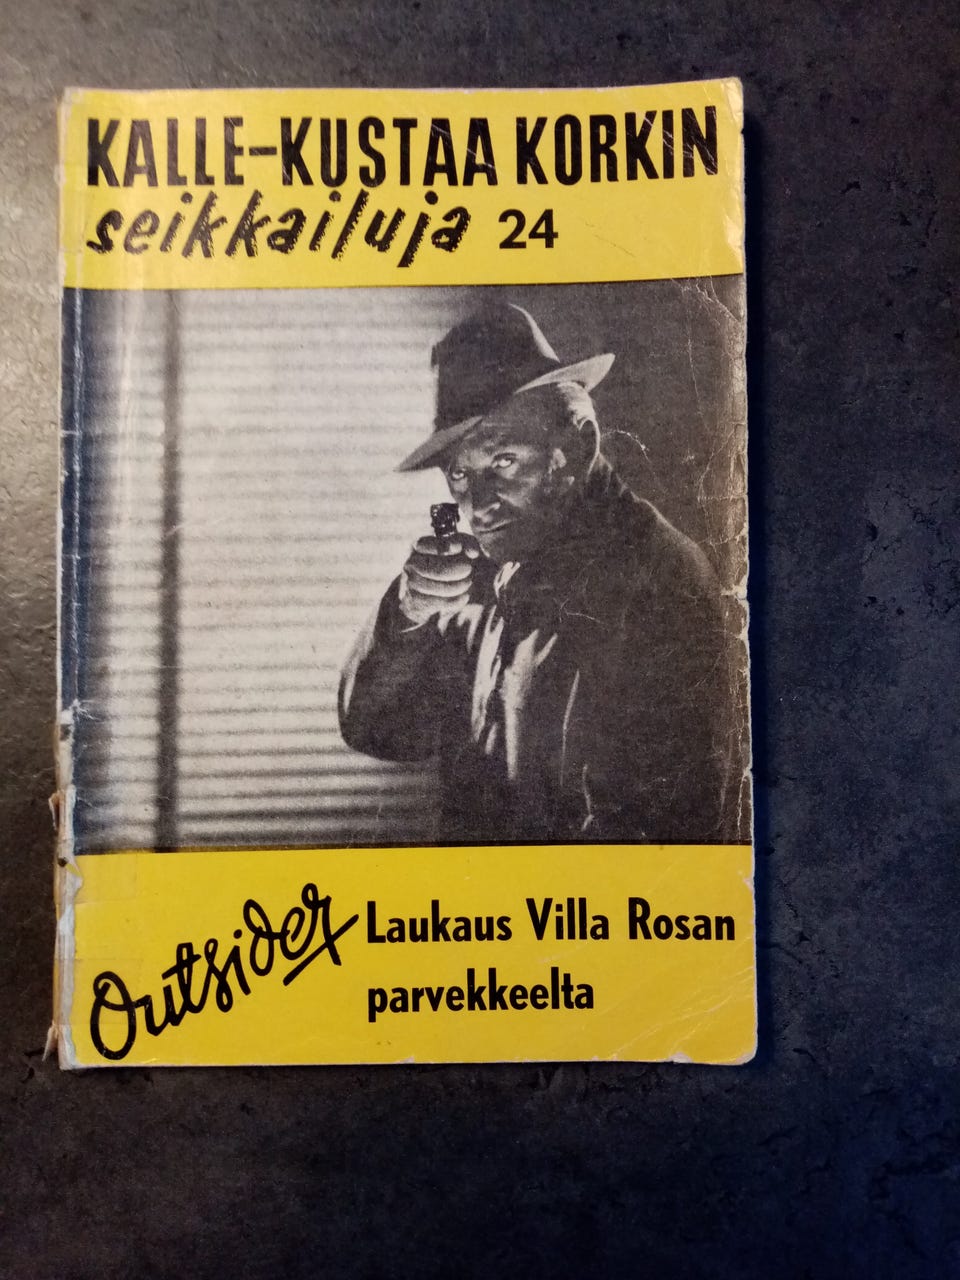 KALLE-KUSTAA KORKIN
seikkailuja 24
Outsider
Laukaus Villa Rosan
parvekkeelta